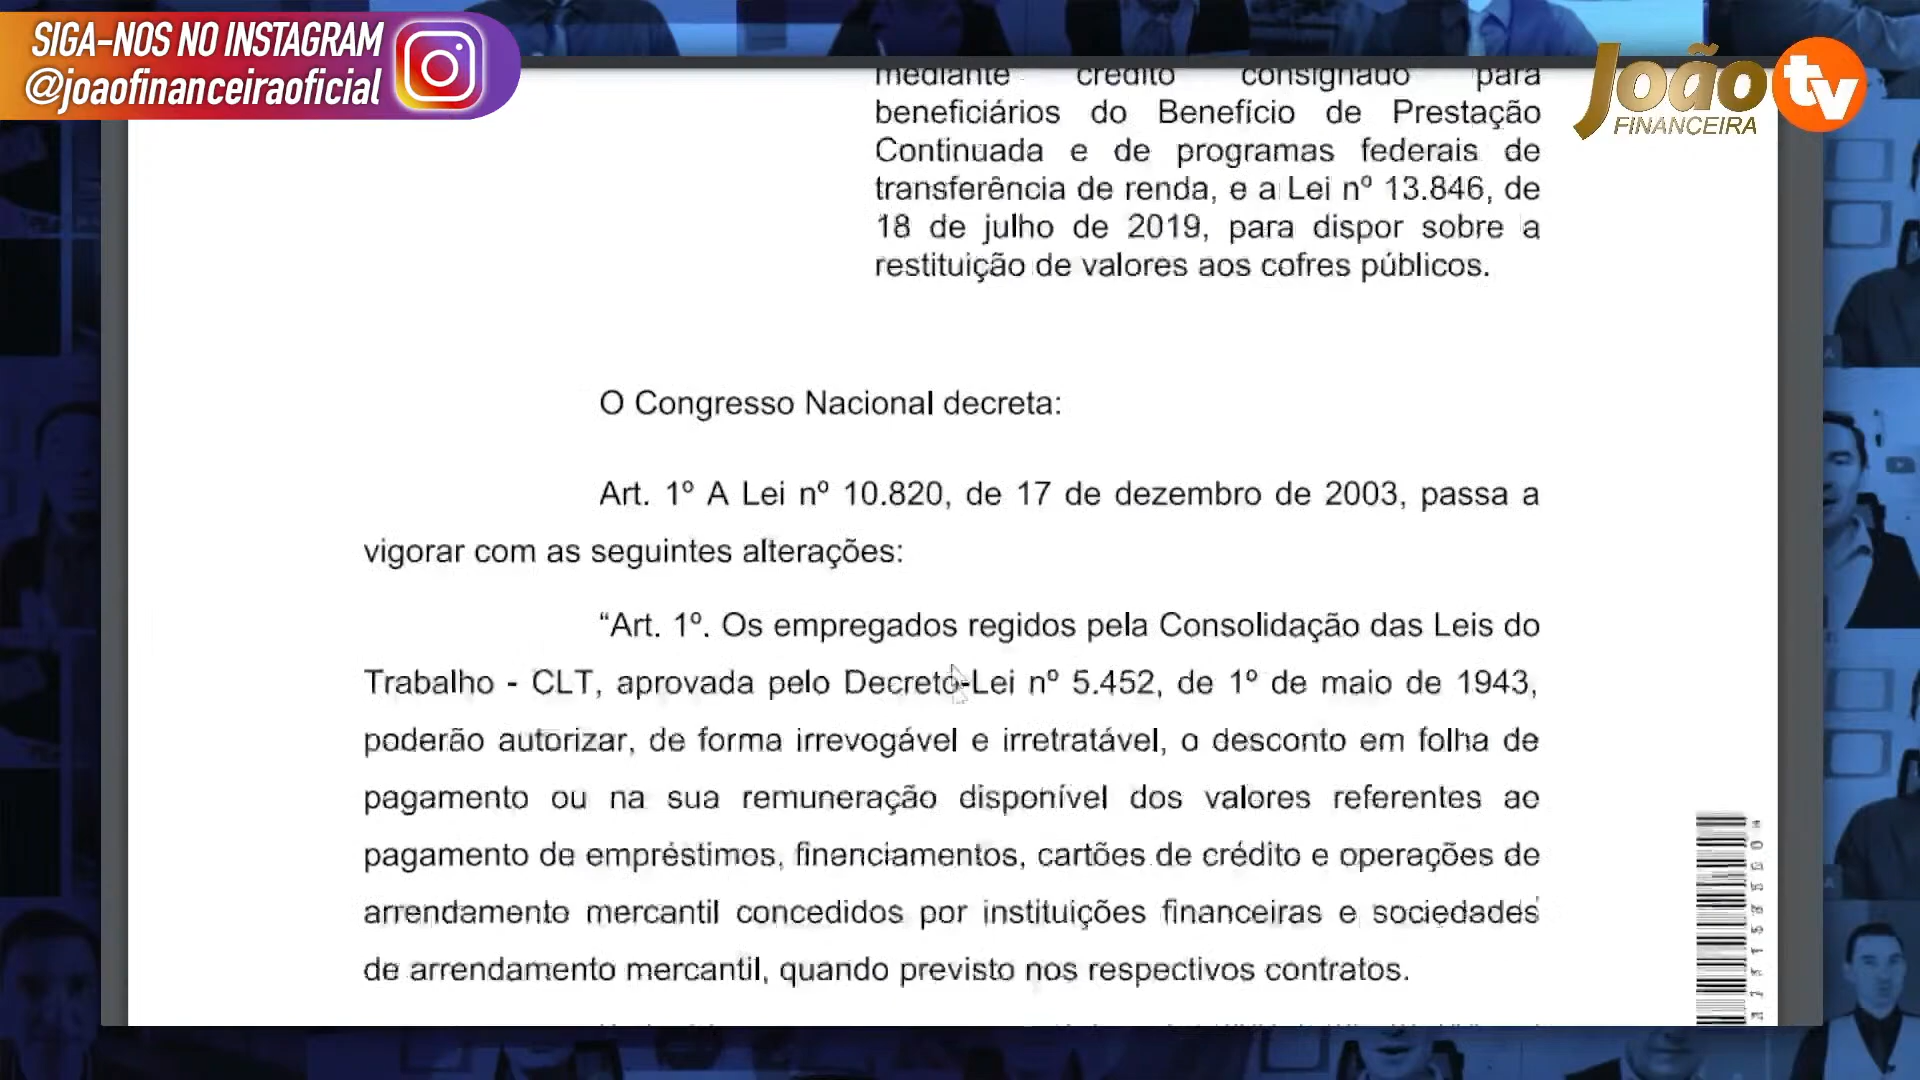 SIGA-NOS NO INSTAGRAM
@joaofinanceiraoficial
João tv
FINANCEIRA
mediante crédito consignado para
beneficiários do Benefício de Prestação
Continuada e de programas federais de
transferência de renda, e a Lei nº 13.846, de
18 de julho de 2019, para dispor sobre a
restituição de valores aos cofres públicos.
O Congresso Nacional decreta:
Art. 1º A Lei nº 10.820, de 17 de dezembro de 2003, passa a
vigorar com as seguintes alterações:
“Art. 1º. Os empregados regidos pela Consolidação das Leis do
Trabalho - CLT, aprovada pelo Decreto-Lei nº 5.452, de 1º de maio de 1943,
poderão autorizar, de forma irrevogável e irretratável, o desconto em folha de
pagamento ou na sua remuneração disponível dos valores referentes ao
pagamento de empréstimos, financiamentos, cartões de crédito e operações de
arrendamento mercantil concedidos por instituições financeiras e sociedades
de arrendamento mercantil, quando previsto nos respectivos contratos.